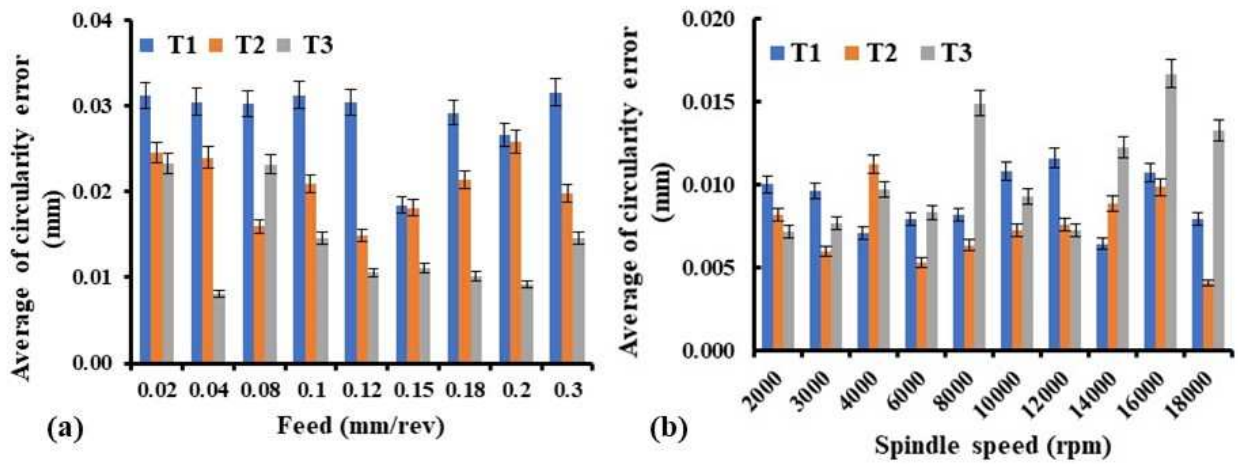 Average of circularity error
(mm)
0.04
0.03
0.02
0.01
0.00
T1 T2 T3
0.02 0.04 0.08 0.1 0.12 0.15 0.18 0.2 0.3
Feed (mm/rev)
(a)
Average of circularity error
(mm)
0.020
0.015
0.010
0.005
0.000
T1 T2 T3
2000 3000 4000 6000 8000 10000 12000 14000 16000 18000
Spindle speed (rpm)
(b)